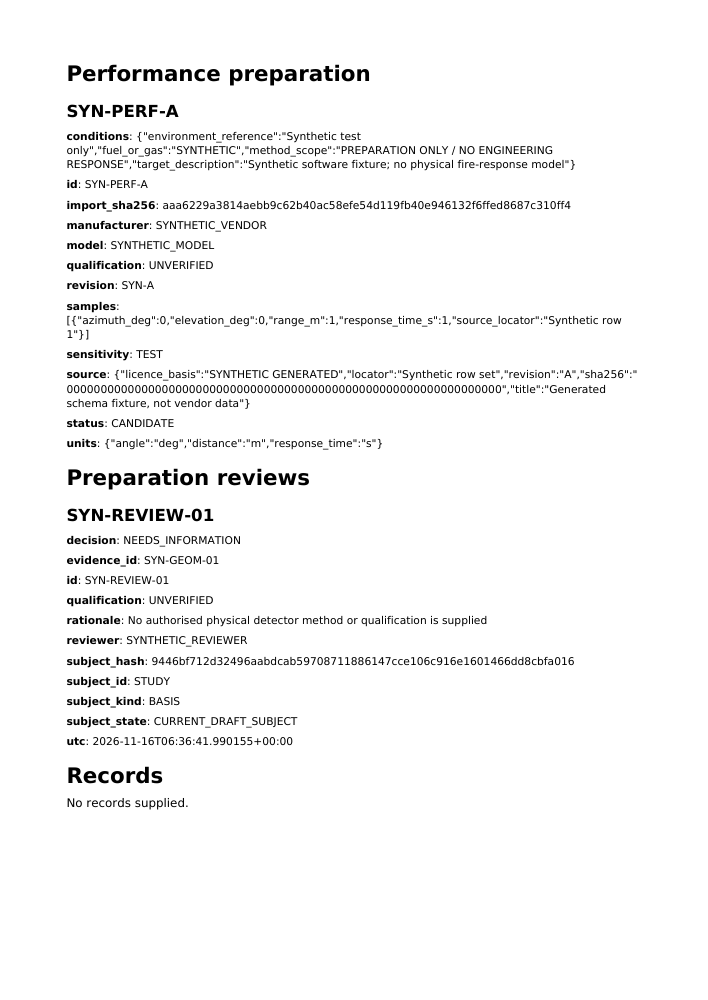 Performance preparation
SYN-PERF-A
conditions: {"environment_reference":"Synthetic test
only","fuel_or_gas":"SYNTHETIC","method_scope":"PREPARATION ONLY / NO ENGINEERING
RESPONSE","target_description":"Synthetic software fixture; no physical fire-response model"}
id: SYN-PERF-A
import_sha256: aaa6229a3814aebb9c62b40ac58efe54d119fb40e946132f6ffed8687c310ff4
manufacturer: SYNTHETIC_VENDOR
model: SYNTHETIC_MODEL
qualification: UNVERIFIED
revision: SYN-A
samples:
[{"azimuth_deg":0,"elevation_deg":0,"range_m":1,"response_time_s":1,"source_locator":"Synthetic row
1"}]
sensitivity: TEST
source: {"licence_basis":"SYNTHETIC GENERATED","locator":"Synthetic row set","revision":"A","sha256":"
0000000000000000000000000000000000000000000000000000000000000000","title":"Generated
schema fixture, not vendor data"}
status: CANDIDATE
units: {"angle":"deg","distance":"m","response_time":"s"}
Preparation reviews
SYN-REVIEW-01
decision: NEEDS_INFORMATION
evidence_id: SYN-GEOM-01
id: SYN-REVIEW-01
qualification: UNVERIFIED
rationale: No authorised physical detector method or qualification is supplied
reviewer: SYNTHETIC_REVIEWER
subject_hash: 9446bf712d32496aabdcab59708711886147cce106c916e1601466dd8cbfa016
subject_id: STUDY
subject_kind: BASIS
subject_state: CURRENT_DRAFT_SUBJECT
utc: 2026-11-16T06:36:41.990155+00:00
Records
No records supplied.